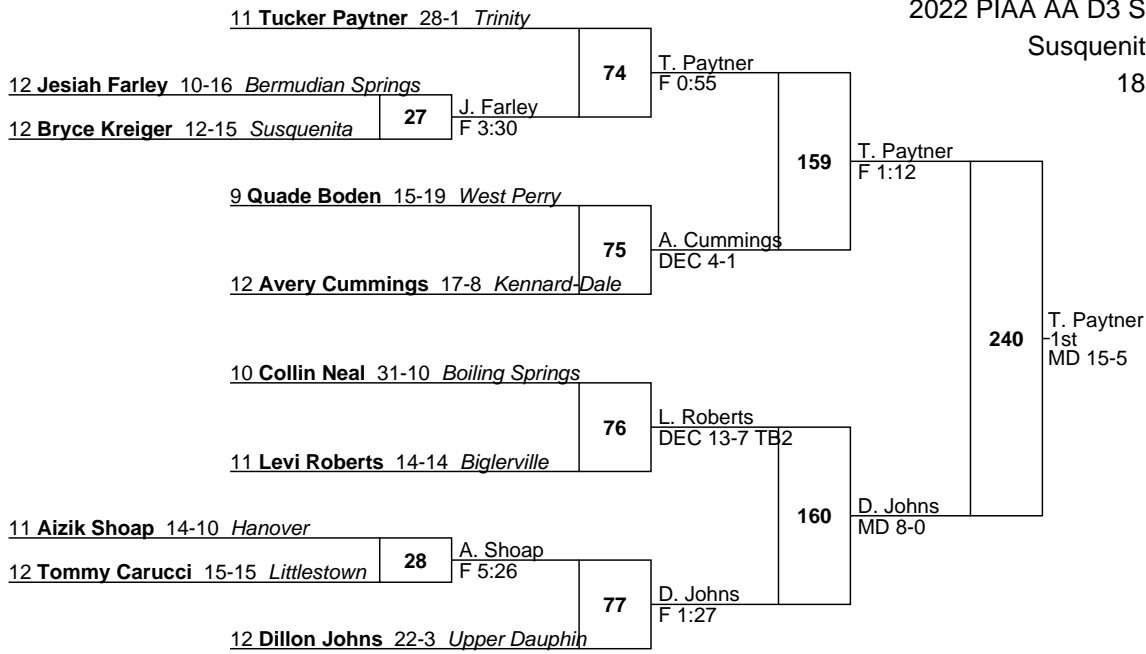 2022 PIAA AA D3 S
Susquenit
18
11 Tucker Paytner 28-1 Trinity
74
T. Paytner
F 0:55
12 Jesiah Farley 10-16 Bermudian Springs
27
J. Farley
F 3:30
12 Bryce Kreiger 12-15 Susquenita
159
T. Paytner
F 1:12
9 Quade Boden 15-19 West Perry
75
A. Cummings
DEC 4-1
12 Avery Cummings 17-8 Kennard-Dale
240
T. Paytner
1st
MD 15-5
10 Collin Neal 31-10 Boiling Springs
76
L. Roberts
DEC 13-7 TB2
11 Levi Roberts 14-14 Biglerville
160
D. Johns
MD 8-0
11 Aizik Shoap 14-10 Hanover
28
A. Shoap
F 5:26
12 Tommy Carucci 15-15 Littlestown
77
D. Johns
F 1:27
12 Dillon Johns 22-3 Upper Dauphin